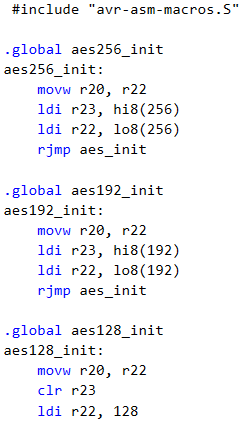 #include "avr-asm-macros.S"
.global aes256_init
aes256_init:
movw r20, r22
ldi r23, hi8(256)
ldi r22, lo8(256)
rjmp aes_init
.global aes192_init
aes192_init:
movw r20, r22
ldi r23, hi8(192)
ldi r22, lo8(192)
rjmp aes_init
.global aes128_init
aes128_init:
movw r20, r22
clr r23
ldi r22, 128